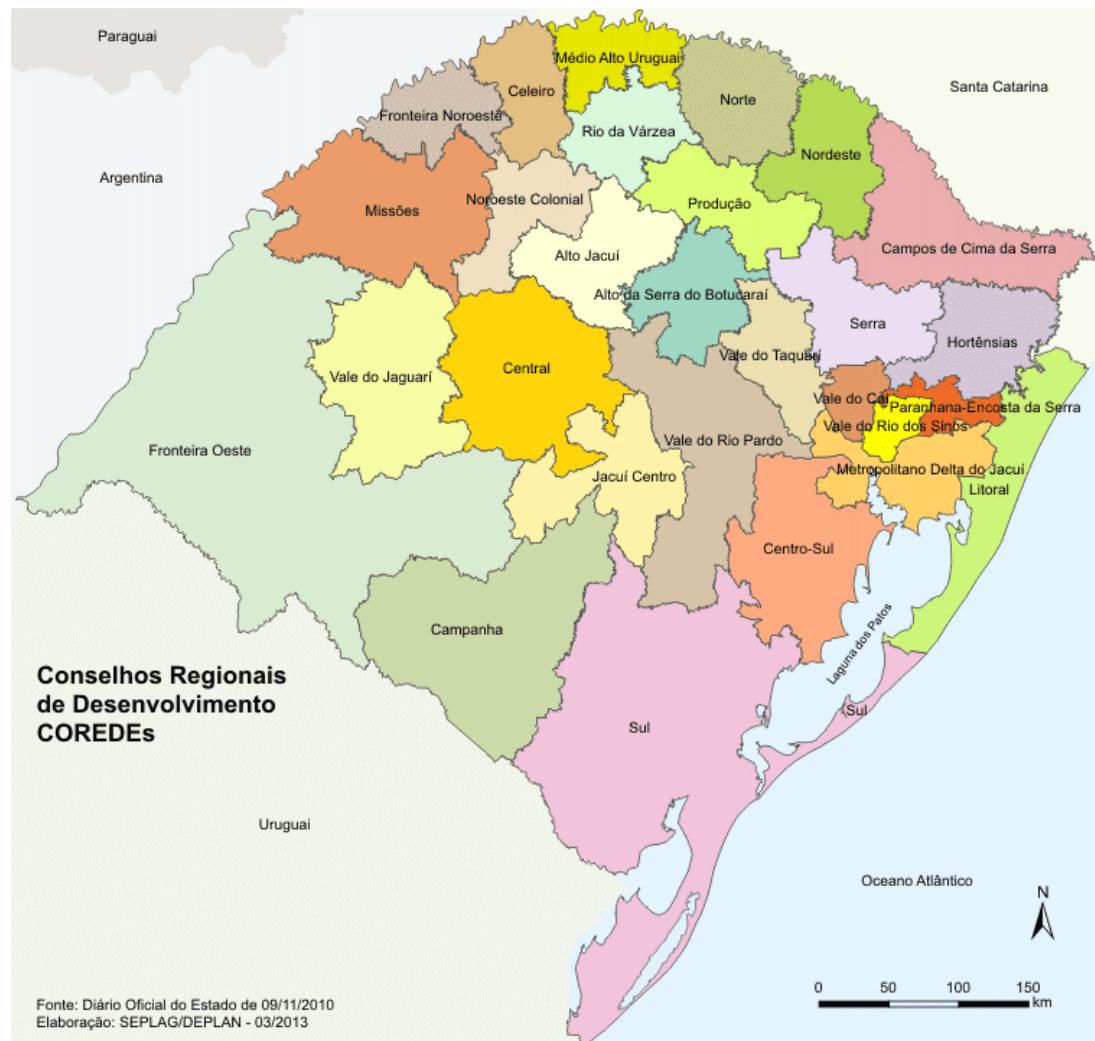 Paraguai
Médio Alto Uruguai
Santa Catarina
Celeiro
Norte
Fronteira Noroeste
Rio da Várzea
Nordeste
Argentina
Noroeste Colonial
Produção
Missões
Campos de Cima da Serra
Alto Jacuí
Alto da Serra do Botucaraí
Serra
Hortênsias
Vale do Taquarí
Central
Vale do Jaguarí
Vale do Caí
Paranhana-Encosta da Serra
Vale do Rio dos Sinos
Vale do Rio Pardo
Fronteira Oeste
Metropolitano Delta do Jacuí
Jacuí Centro
Litoral
Centro-Sul
Campanha
Laguna dos Patos
Conselhos Regionais
de Desenvolvimento
COREDEs
Sul
Sul
Uruguai
Oceano Atlântico
N
0 50 100 150
km
Fonte: Diário Oficial do Estado de 09/11/2010
Elaboração: SEPLAG/DEPLAN - 03/2013